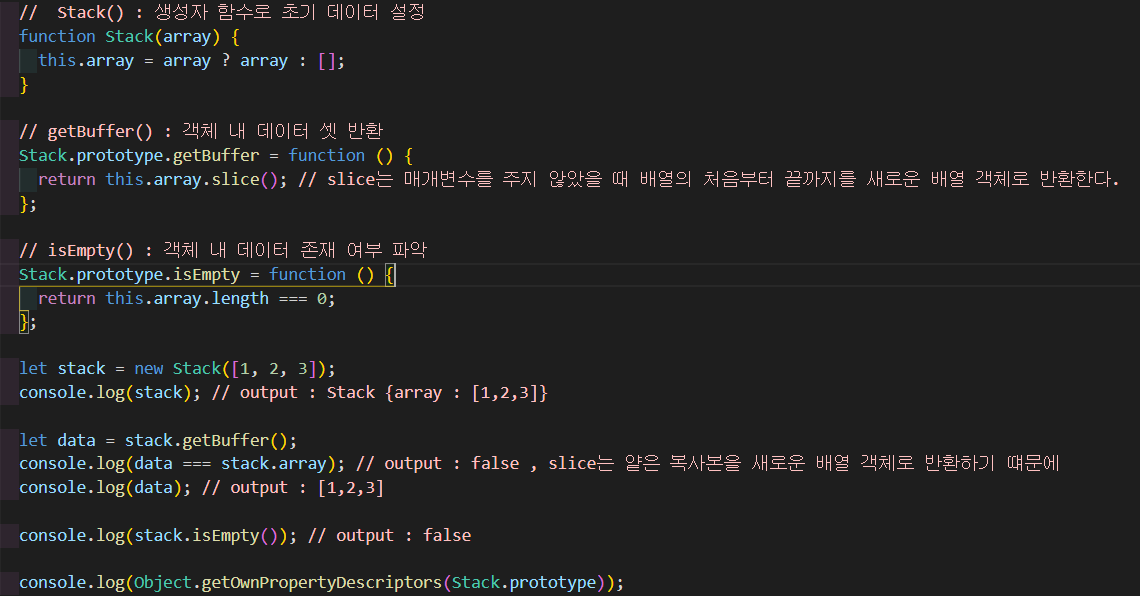 //  Stack() : 생성자 함수로 초기 데이터 설정
function Stack(array) {
  this.array = array ? array : [];
}
// getBuffer() : 객체 내 데이터 셋 반환
Stack.prototype.getBuffer = function () {
  return this.array.slice(); // slice는 매개변수를 주지 않았을 때 배열의 처음부터 끝까지를 새로운 배열 객체로 반환한다.
};
// isEmpty() : 객체 내 데이터 존재 여부 파악
Stack.prototype.isEmpty = function () {
  return this.array.length === 0;
};
let stack = new Stack([1, 2, 3]);
console.log(stack); // output : Stack {array : [1,2,3]}
let data = stack.getBuffer();
console.log(data === stack.array); // output : false , slice는 얕은 복사본을 새로운 배열 객체로 반환하기 떄문에
console.log(data); // output : [1,2,3]
console.log(stack.isEmpty()); // output : false
console.log(Object.getOwnPropertyDescriptors(Stack.prototype));